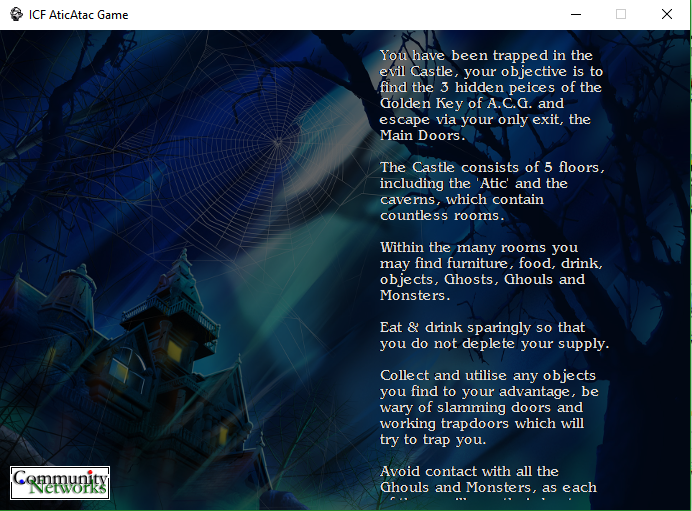 ICF AticAtac Game
You have been trapped in the
evil Castle, your objective is to
find the 3 hidden peices of the
Golden Key of A.C.G. and
escape via your only exit, the
Main Doors.
The Castle consists of 5 floors,
including the 'Atic' and the
caverns, which contain
countless rooms.
Within the many rooms you
may find furniture, food, drink,
objects, Ghosts, Ghouls and
Monsters.
Eat & drink sparingly so that
you do not deplete your supply.
Collect and utilise any objects
you find to your advantage, be
wary of slamming doors and
working trapdoors which will
try to trap you.
Avoid contact with all the
Ghouls and Monsters, as each
Community
Networks